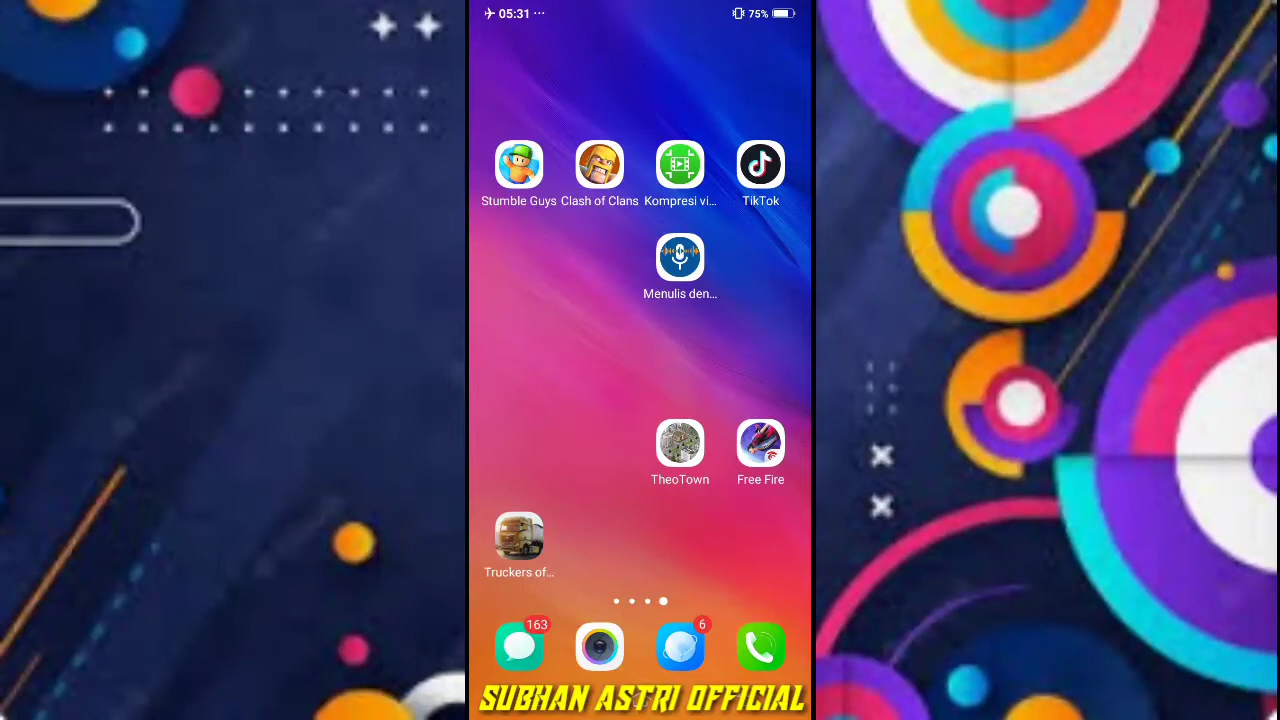 05:31 ...
75%
Stumble Guys Clash of Clans Kompresi vi... TikTok
Menulis den...
TheoTown Free Fire
Truckers of...
163 6
SUBHAN ASTRI OFFICIAL